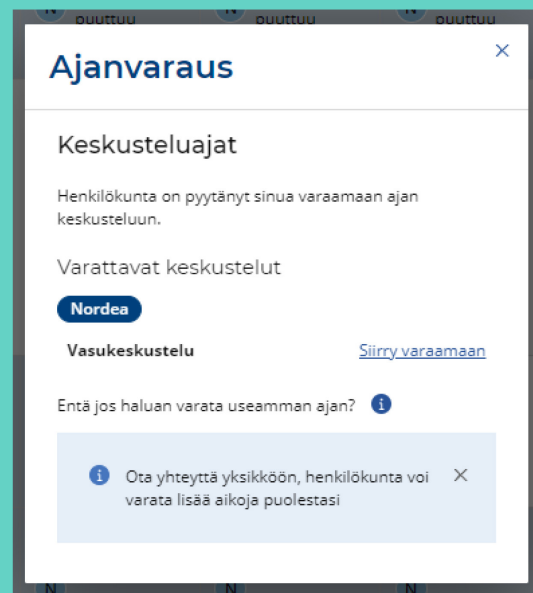 N puuttuu N puuttuu N puuttuu
Ajanvaraus
Keskusteluajat
Henkilökunta on pyytänyt sinua varaamaan ajan
keskusteluun.
Varattavat keskustelut
Nordea
Vasukeskustelu Siirry varaamaan
Entä jos haluan varata useamman ajan?
Ota yhteyttä yksikköön, henkilökunta voi
varata lisää aikoja puolestasi
N N N